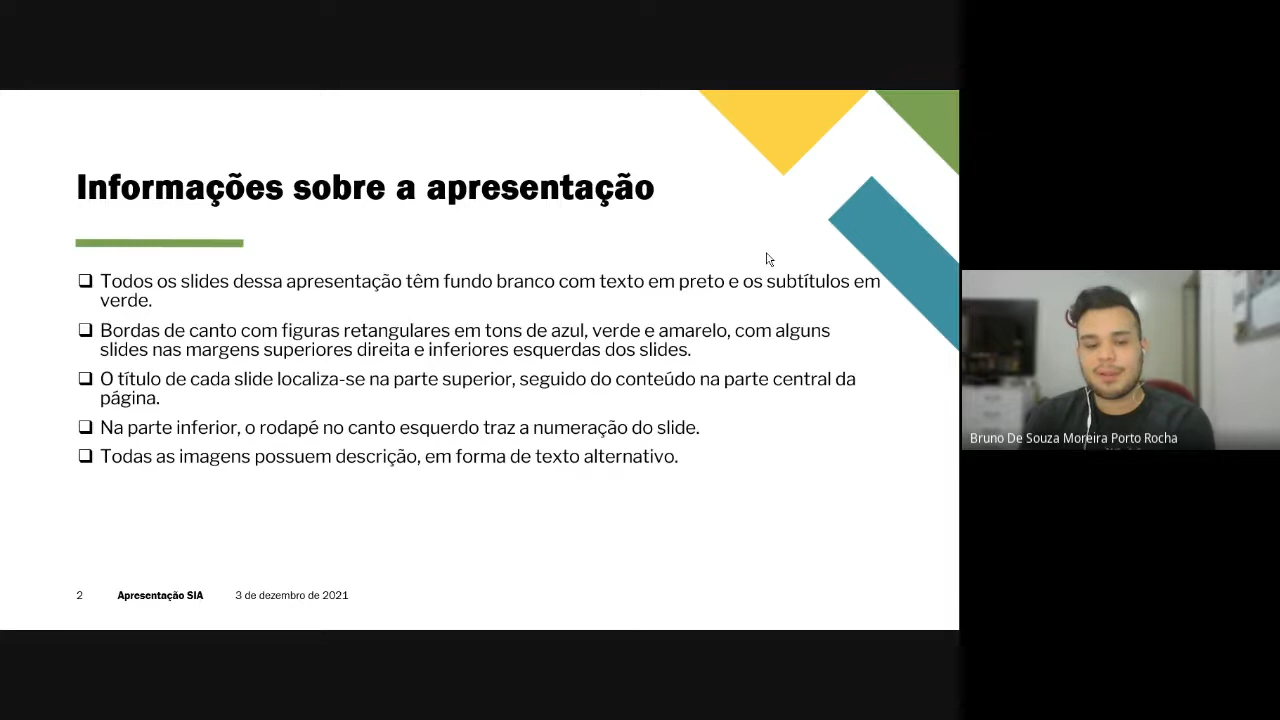 Informações sobre a apresentação
❑ Todos os slides dessa apresentação têm fundo branco com texto em preto e os subtítulos em
verde.
❑ Bordas de canto com figuras retangulares em tons de azul, verde e amarelo, com alguns
slides nas margens superiores direita e inferiores esquerdas dos slides.
❑ O título de cada slide localiza-se na parte superior, seguido do conteúdo na parte central da
página.
❑ Na parte inferior, o rodapé no canto esquerdo traz a numeração do slide.
❑ Todas as imagens possuem descrição, em forma de texto alternativo.
2 Apresentação SIA 3 de dezembro de 2021
Bruno De Souza Moreira Porto Rocha